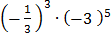 (-1/3)³ · (-3)⁵